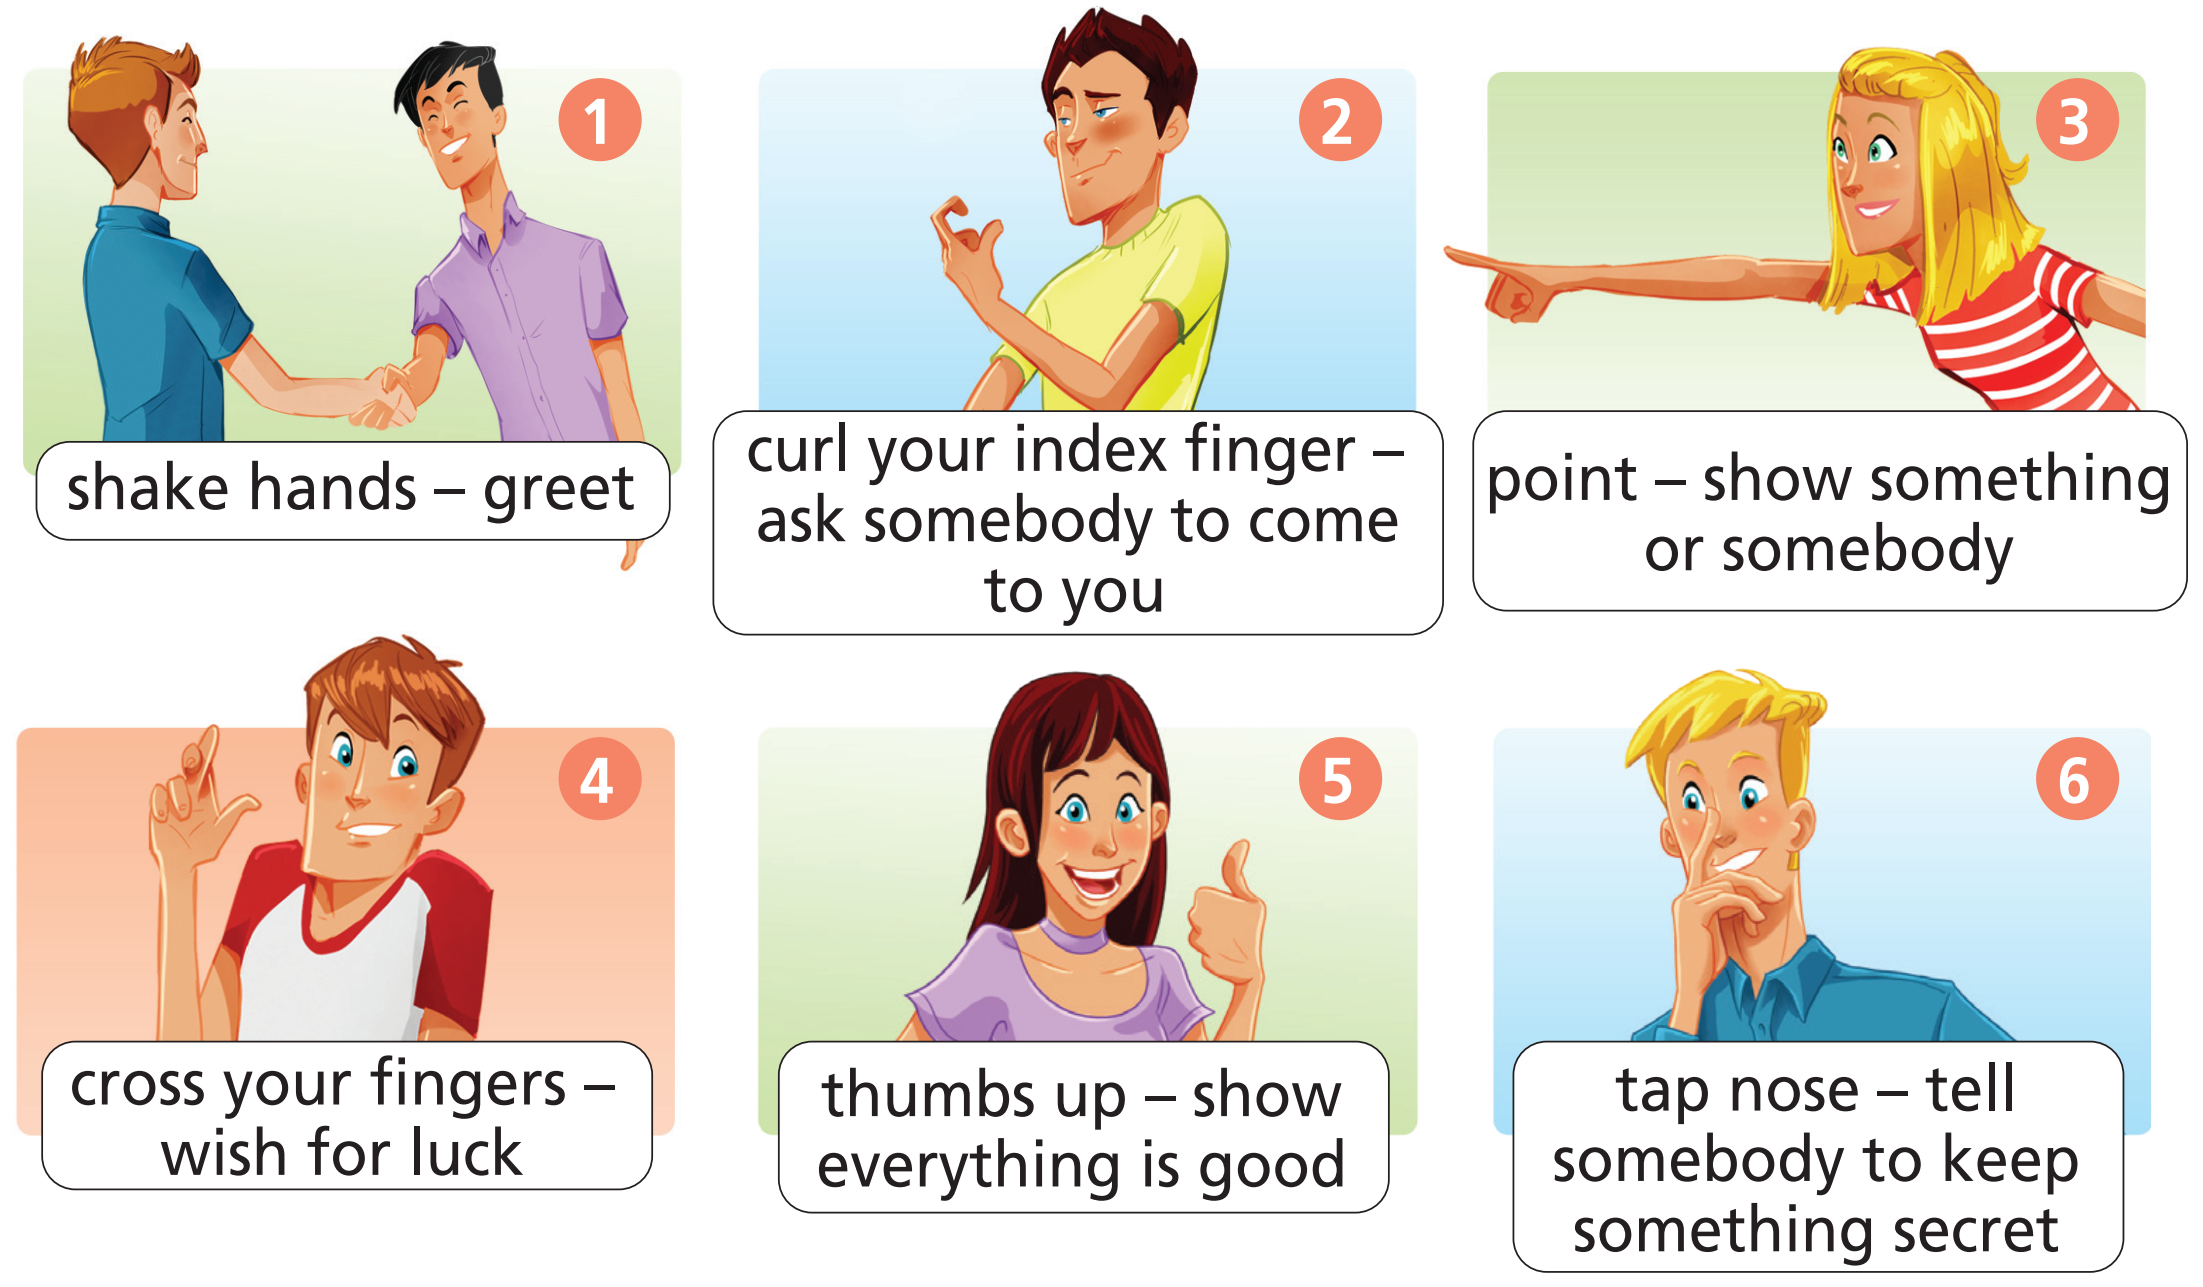 1
shake hands – greet
2
curl your index finger –
ask somebody to come
to you
3
point – show something
or somebody
4
cross your fingers –
wish for luck
5
thumbs up – show
everything is good
6
tap nose – tell
somebody to keep
something secret